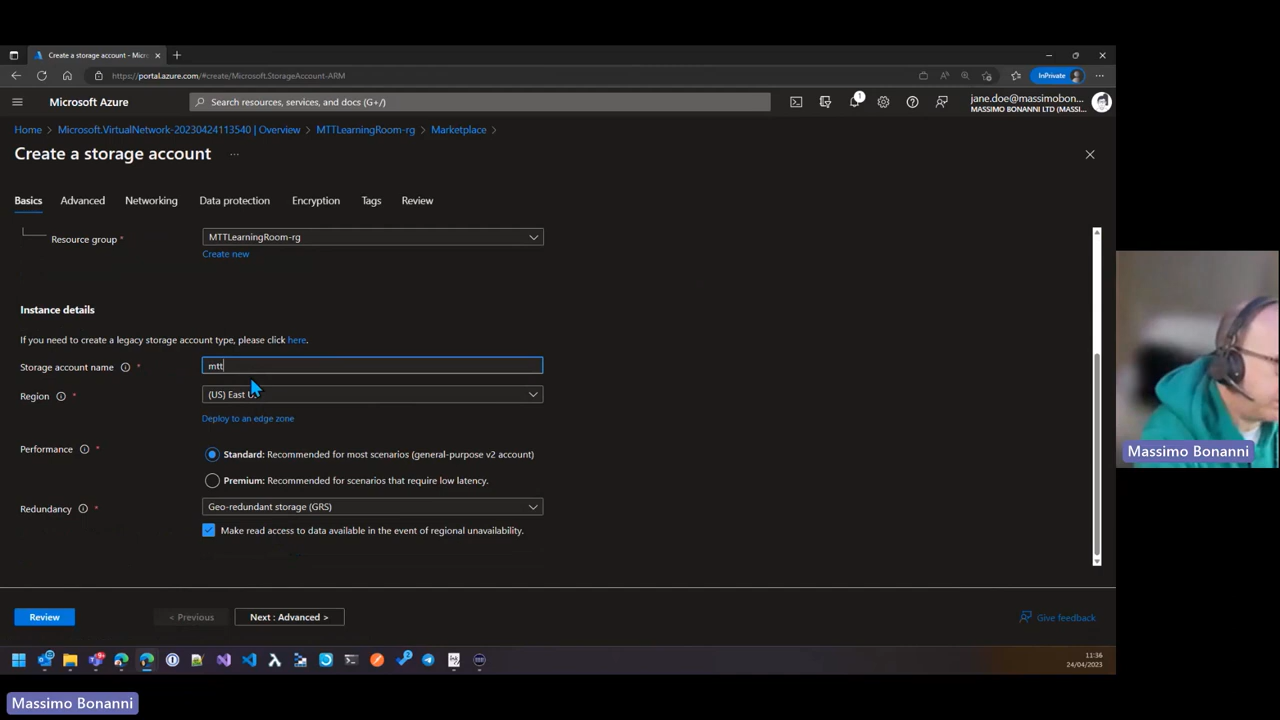 Create a storage account - Micr
https://portal.azure.com/#create/Microsoft.StorageAccount-ARM
InPrivate
Microsoft Azure
Search resources, services, and docs (G+/)
1
jane.doe@massimobon...
MASSIMO BONANNI LTD (MASSI...
Home > Microsoft.VirtualNetwork-20230424113540 | Overview > MTTLearningRoom-rg > Marketplace >
Create a storage account ...
Basics Advanced Networking Data protection Encryption Tags Review
Resource group * MTTLearningRoom-rg
Create new
Instance details
If you need to create a legacy storage account type, please click here.
Storage account name * mtt
Region * (US) East
Deploy to an edge zone
Performance * Standard: Recommended for most scenarios (general-purpose v2 account)
Premium: Recommended for scenarios that require low latency.
Redundancy * Geo-redundant storage (GRS)
Make read access to data available in the event of regional unavailability.
Review < Previous Next : Advanced > Give feedback
11:36
24/04/2023
Massimo Bonanni
Massimo Bonanni